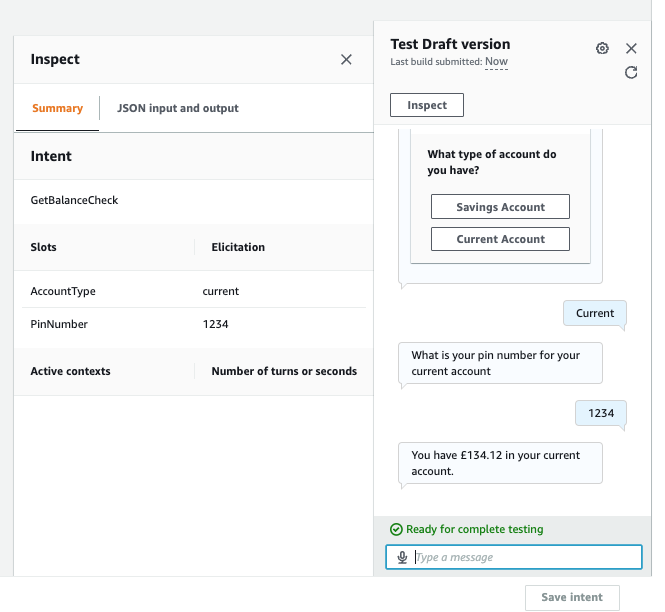 Inspect
Summary
JSON input and output
Intent
GetBalanceCheck
Slots
Elicitation
AccountType
current
PinNumber
1234
Active contexts
Number of turns or seconds
Test Draft version
Last build submitted: Now
Inspect
What type of account do
you have?
Savings Account
Current Account
Current
What is your pin number for your
current account
1234
You have £134.12 in your current
account.
Ready for complete testing
Type a message
Save intent